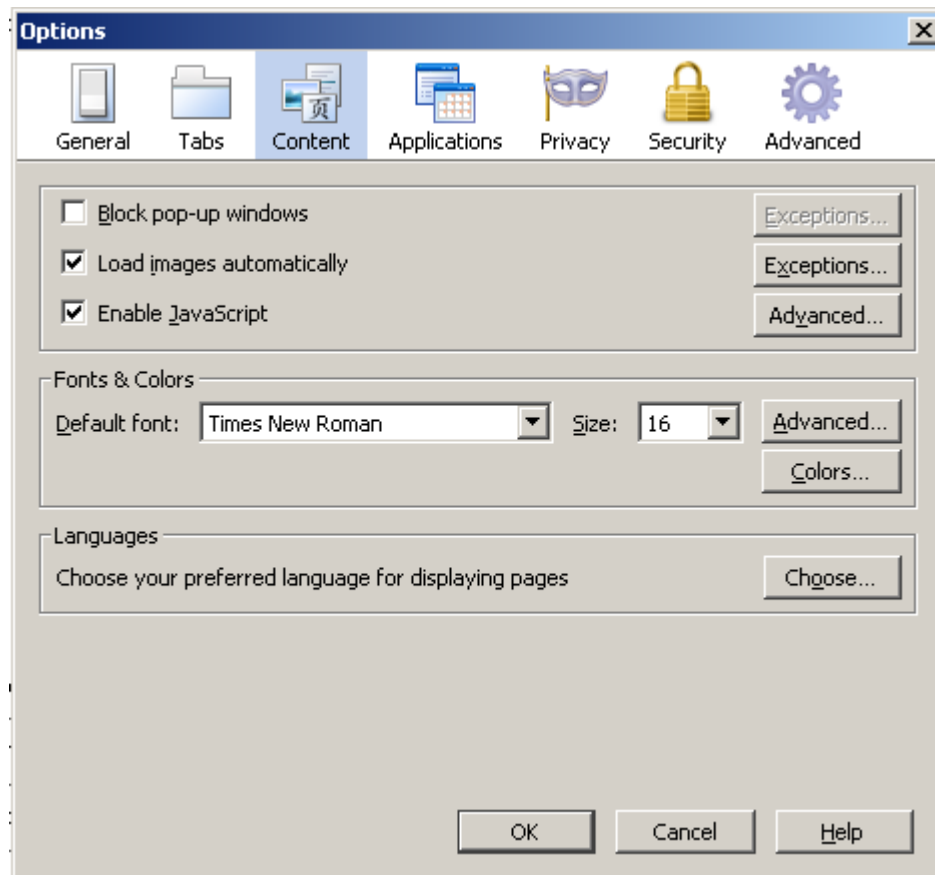 Options
General Tabs Content Applications Privacy Security Advanced
页
Block pop-up windows Exceptions...
Load images automatically Exceptions...
Enable JavaScript Advanced...
Fonts & Colors
Default font: Times New Roman Size: 16 Advanced...
Colors...
Languages
Choose your preferred language for displaying pages Choose...
OK Cancel Help